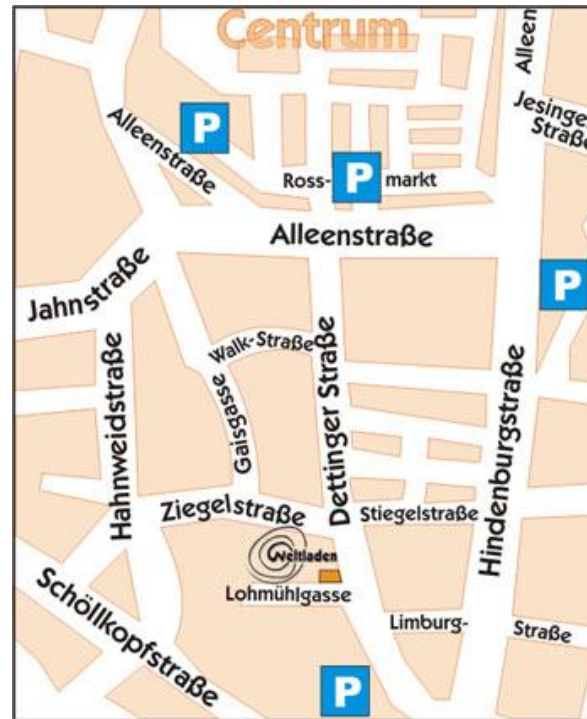 Centrum
Alleen
Jesinger
Straße
P
Alleenstraße
Ross- P markt
Alleenstraße
P
Jahnstraße
Walk-Straße
Hahnweidstraße
Gaisgasse
Dettinger Straße
Hindenburgstraße
Ziegelstraße
Stiegelstraße
Weltladen
Lohmühlgasse
Limburg- Straße
Schöllkopfstraße
P